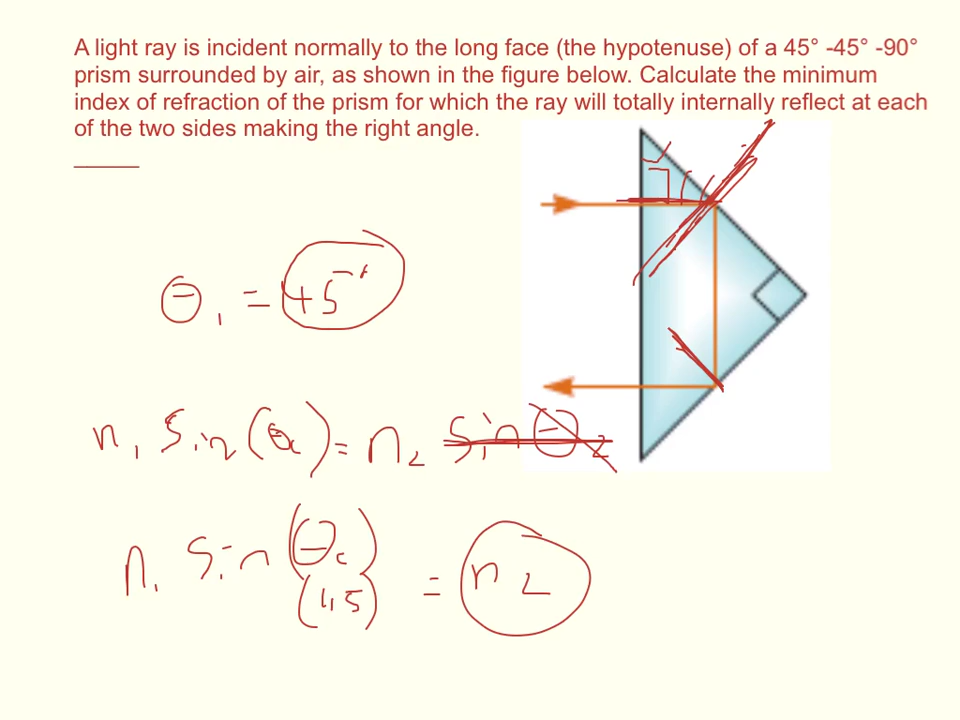 A light ray is incident normally to the long face (the hypotenuse) of a 45° -45° -90°
prism surrounded by air, as shown in the figure below. Calculate the minimum
index of refraction of the prism for which the ray will totally internally reflect at each
of the two sides making the right angle.
_____
θ₁ = 45
n₁ sin(θc) = n₂ sin θ₂
n₁ sin(θc) = n₂
(45)